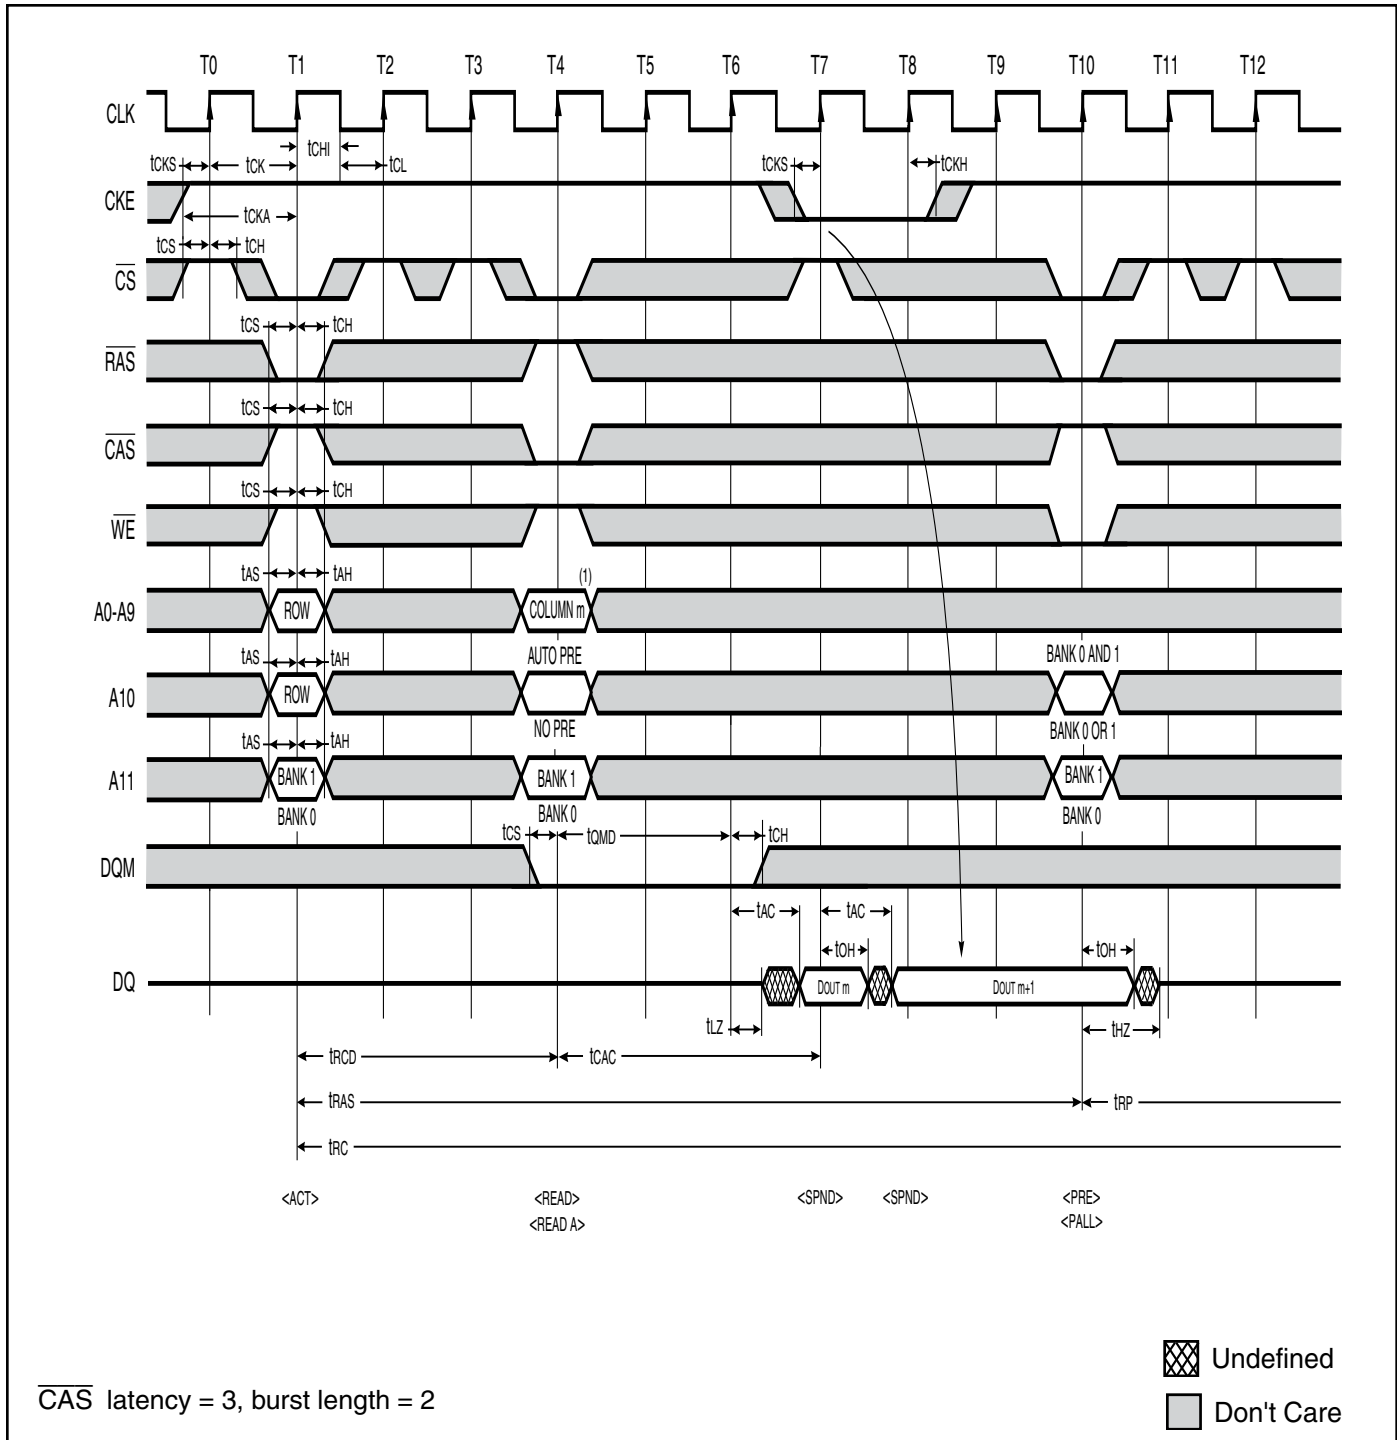 T0 T1 T2 T3 T4 T5 T6 T7 T8 T9 T10 T11 T12
CLK
tCHI
tCKS tCK tCL tCKS tCKH
CKE
tCKA
tCS tCH
CS
tCS tCH
RAS
tCS tCH
CAS
tCS tCH
WE
tAS tAH (1)
A0-A9 ROW COLUMN m
tAS tAH AUTO PRE BANK 0 AND 1
A10 ROW
NO PRE BANK 0 OR 1
tAS tAH
A11 BANK 1 BANK 1 BANK 1
BANK 0 BANK 0 BANK 0
tCS tQMD tCH
DQM
tAC tAC
tOH tOH
DQ DOUT m DOUT m+1
tLZ tHZ
tRCD tCAC
tRAS tRP
tRC
<ACT> <READ> <SPND> <SPND> <PRE>
<READ A> <PALL>
Undefined
CAS latency = 3, burst length = 2
Don't Care